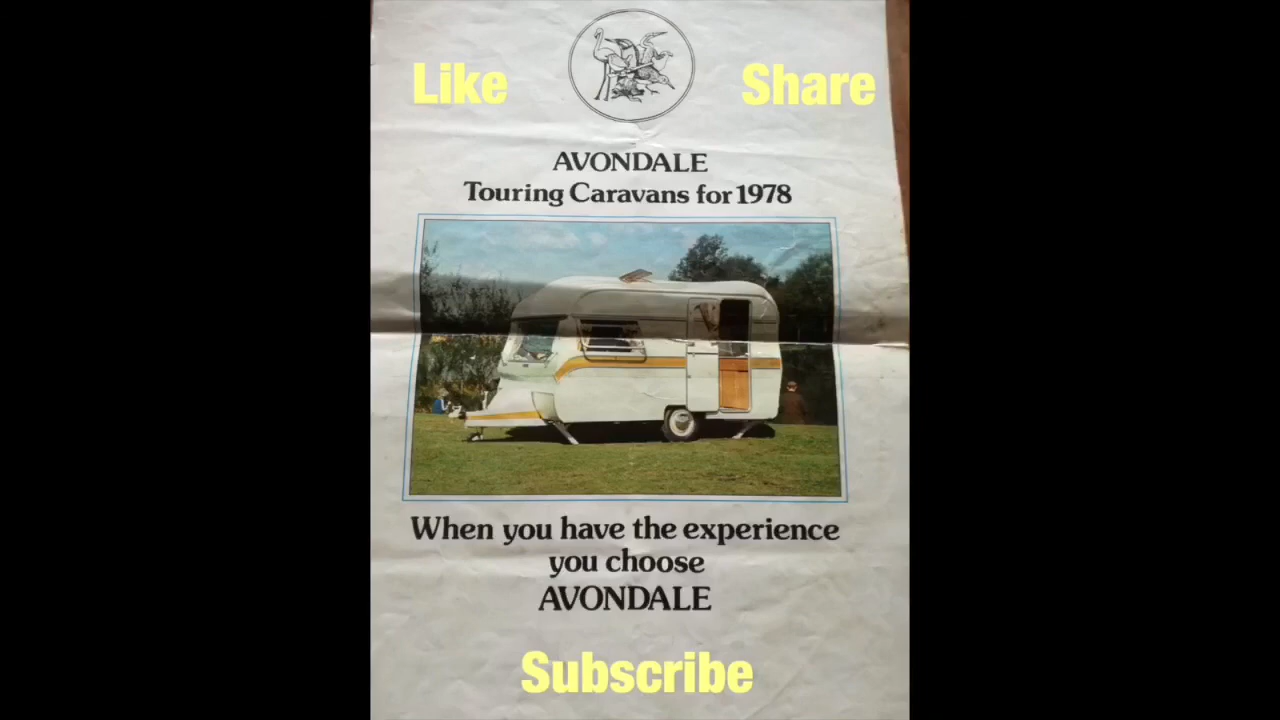 Like
Share
AVONDALE
Touring Caravans for 1978
When you have the experience
you choose
AVONDALE
Subscribe